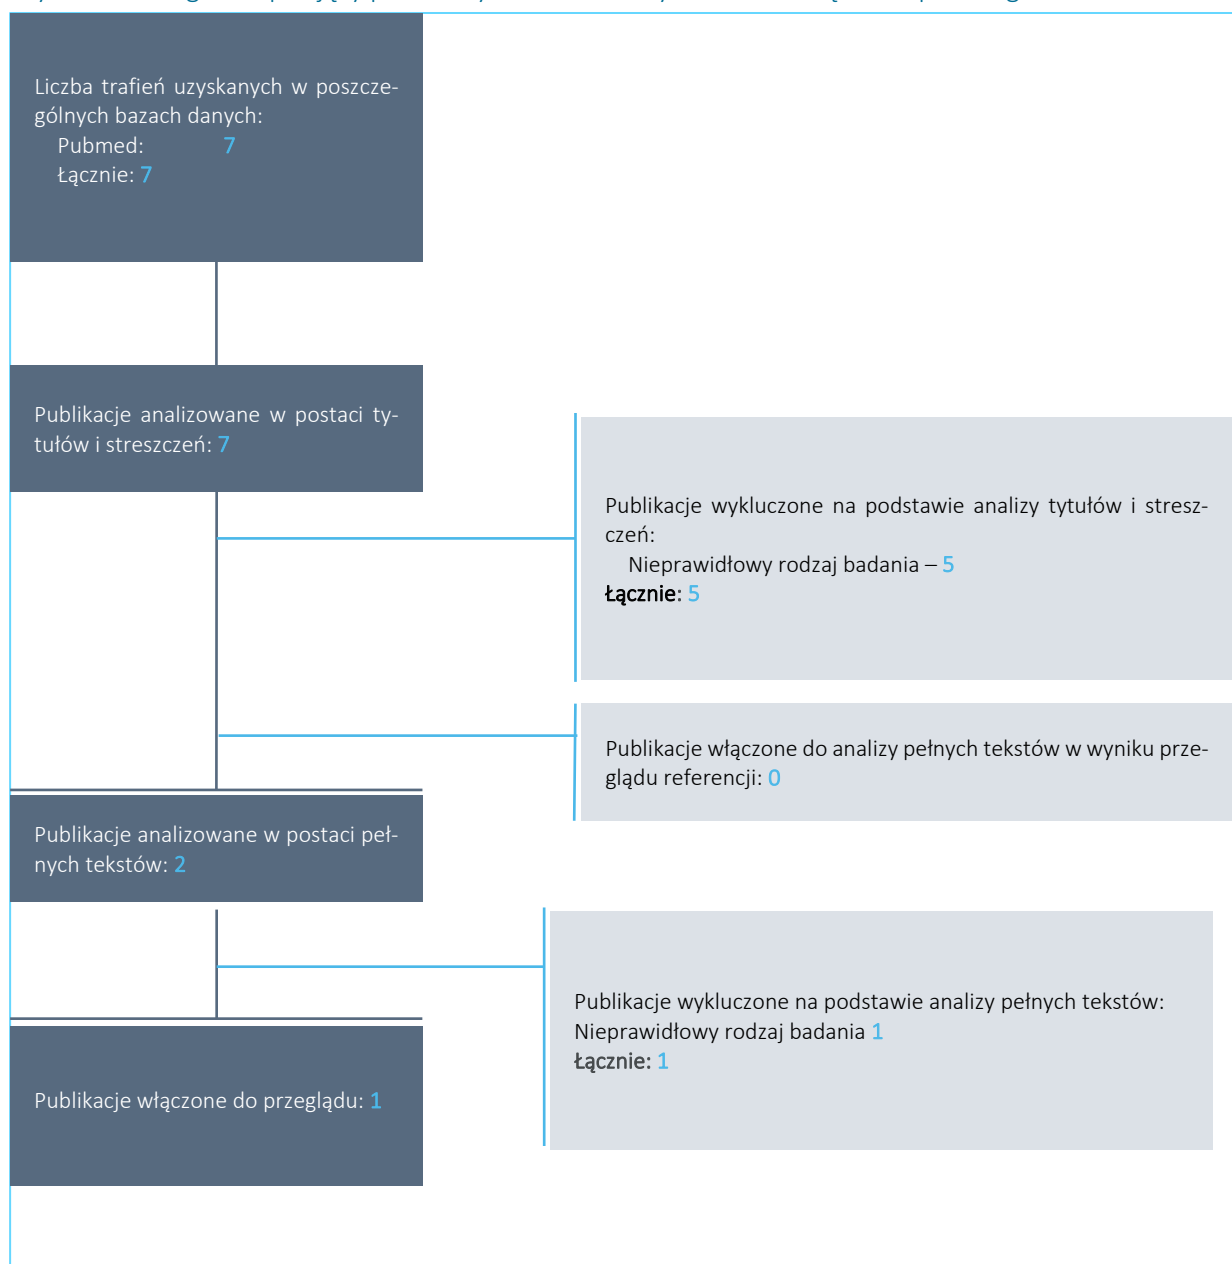 Liczba trafień uzyskanych w poszcze-
gólnych bazach danych:
Pubmed: 7
Łącznie: 7
Publikacje analizowane w postaci ty-
tułów i streszczeń: 7
Publikacje wykluczone na podstawie analizy tytułów i stresz-
czeń:
Nieprawidłowy rodzaj badania – 5
Łącznie: 5
Publikacje włączone do analizy pełnych tekstów w wyniku prze-
glądu referencji: 0
Publikacje analizowane w postaci peł-
nych tekstów: 2
Publikacje wykluczone na podstawie analizy pełnych tekstów:
Nieprawidłowy rodzaj badania 1
Łącznie: 1
Publikacje włączone do przeglądu: 1